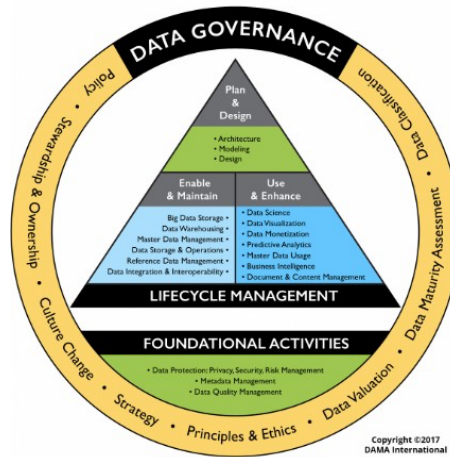 DATA GOVERNANCE
Policy • Stewardship & Ownership • Culture Change • Strategy • Principles & Ethics • Data Valuation • Data Maturity Assessment • Data Classification
Plan
&
Design
• Architecture
• Modeling
• Design
Enable
& Maintain
Big Data Storage •
Data Warehousing •
Master Data Management •
Data Storage & Operations •
Reference Data Management •
Data Integration & Interoperability •
Use
& Enhance
• Data Science
• Data Visualization
• Data Monetization
• Predictive Analytics
• Master Data Usage
• Business Intelligence
• Document & Content Management
LIFECYCLE MANAGEMENT
FOUNDATIONAL ACTIVITIES
• Data Protection: Privacy, Security, Risk Management
• Metadata Management
• Data Quality Management
Copyright ©2017
DAMA International